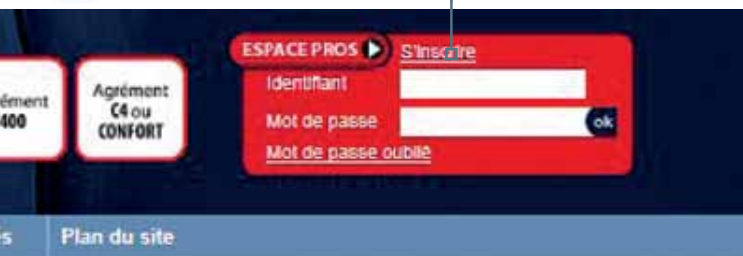 ESPACE PROS S'inscrire
Identifiant
Mot de passe ok
Mot de passe oublié
400
Agrément
C4 ou
CONFORT
Plan du site